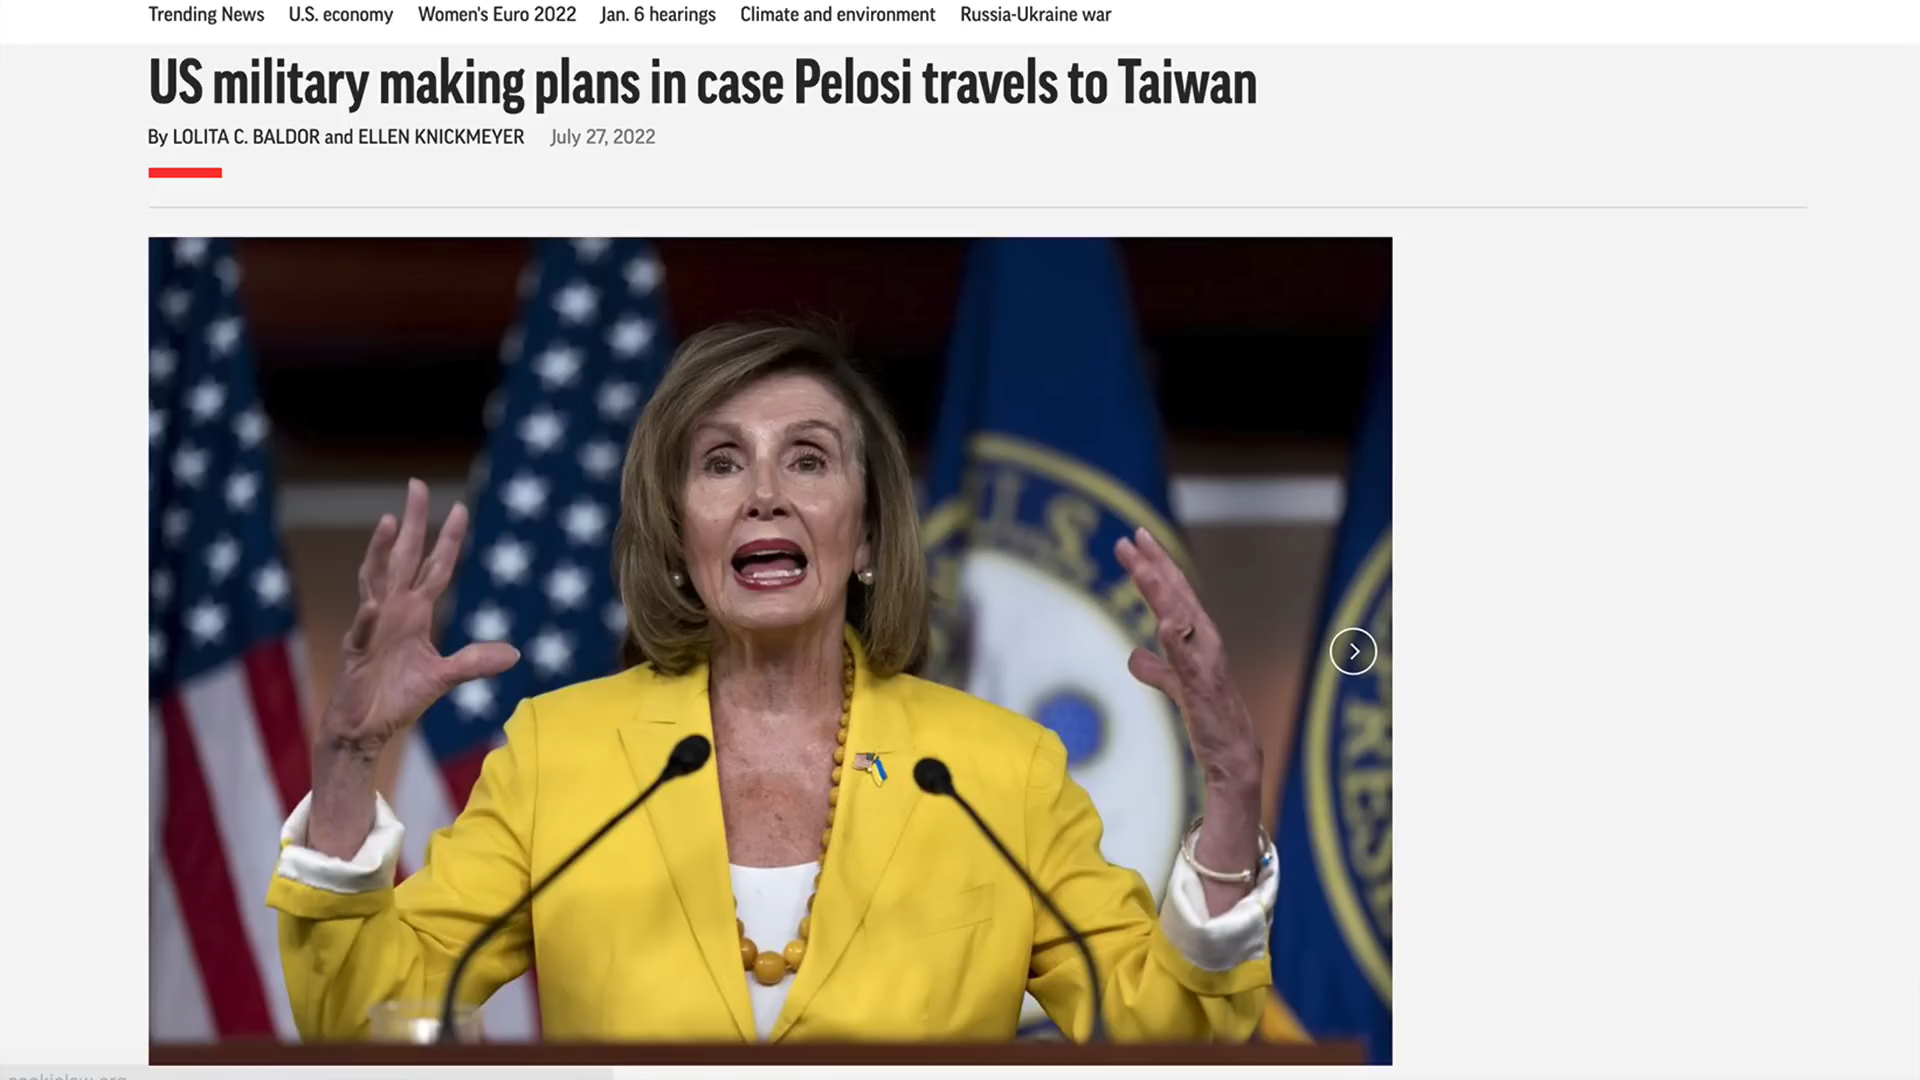 Trending News U.S. economy Women's Euro 2022 Jan. 6 hearings Climate and environment Russia-Ukraine war
US military making plans in case Pelosi travels to Taiwan
By LOLITA C. BALDOR and ELLEN KNICKMEYER July 27, 2022
U.S.
RES